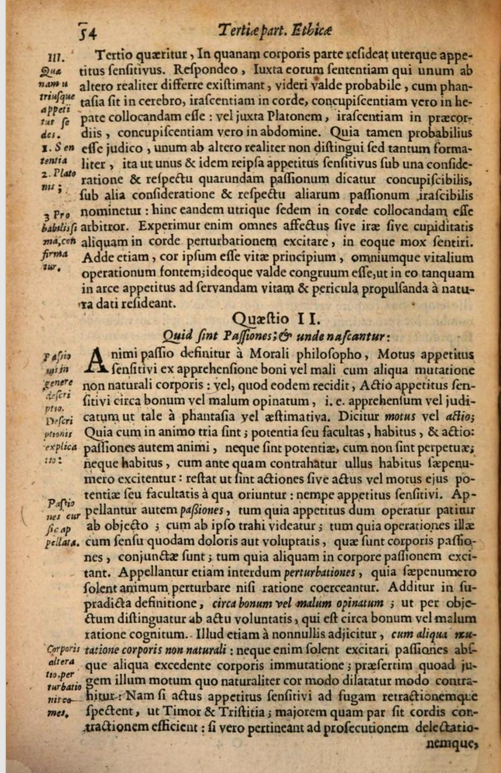 54
Tertiæ part. Ethicæ
III.
Quæ
nam u
triusque
appeti
tus se
des.
1. Sen
tentia
2. Plato
nis;
3 Pro
babilissi
ma, con
firma
tur.
Tertio quæritur, In quanam corporis parte resideat uterque appe-
titus sensitivus. Respondeo, Iuxta eorum sententiam qui unum ab
altero realiter differre existimant, videri valde probabile, cum phan-
tasia sit in cerebro, irascentiam in corde, concupiscentiam vero in he-
pate collocandam esse: vel juxta Platonem, irascentiam in præcor-
diis, concupiscentiam vero in abdomine. Quia tamen probabilius
esse judico, unum ab altero realiter non distingui sed tantum forma-
liter, ita ut unus & idem reipsa appetitus sensitivus sub una conside-
ratione & respectu quarundam passionum dicatur concupiscibilis,
sub alia consideratione & respectu aliarum passionum irascibilis
nominetur: hinc eandem utrique sedem in corde collocandam esse
arbitror. Experimur enim omnes affectus sive iræ sive cupiditatis
aliquam in corde perturbationem excitare, in eoque mox sentiri.
Adde etiam, cor ipsum esse vitæ principium, omniumque vitalium
operationum fontem; ideoque valde congruum esse, ut in eo tanquam
in arce appetitus ad servandam vitam & pericula propulsanda à natu-
ra dati resideant.
Quæstio II.
Quid sint Passiones; & unde nascantur:
Passio
nis in
genere
descri
ptio.
Descri
ptionis
explica
tio:
Passio
nes cur
sic ap
pellatæ.
Corporis
altera
tio, per
turbatio
nis co-
mes.
Animi passio definitur à Morali philosopho, Motus appetitus
sensitivi ex apprehensione boni vel mali cum aliqua mutatione
non naturali corporis: vel, quod eodem recidit, Actio appetitus sen-
sitivi circa bonum vel malum opinatum, i. e. apprehensum vel judi-
catum ut tale à phantasia vel æstimativa. Dicitur motus vel actio;
Quia cum in animo tria sint; potentia seu facultas, habitus, & actio:
passiones autem animi, neque sint potentiæ, cum non sint perpetuæ;
neque habitus, cum ante quam contrahatur ullus habitus sæpenu-
mero excitentur: restat ut sint actiones sive actus vel motus ejus po-
tentiæ seu facultatis à qua oriuntur: nempe appetitus sensitivi. Ap-
pellantur autem passiones, tum quia appetitus dum operatur patitur
ab objecto; cum ab ipso trahi videatur; tum quia operationes illæ
cum sensu quodam doloris aut voluptatis, quæ sunt corporis passio-
nes, conjunctæ sunt; tum quia aliquam in corpore passionem exci-
tant. Appellantur etiam interdum perturbationes, quia sæpenumero
solent animum perturbare nisi ratione coerceantur. Additur in su-
pradicta definitione, circa bonum vel malum opinatum; ut per obje-
ctum distinguatur ab actu voluntatis, qui est circa bonum vel malum
ratione cognitum. Illud etiam à nonnullis adjicitur, cum aliqua mu-
tatione corporis non naturali: neque enim solent excitari passiones abs-
que aliqua excedente corporis immutatione; præsertim quoad ju-
gem illum motum quo naturaliter cor modo dilatatur modo contra-
hitur: Nam si actus appetitus sensitivi ad fugam retractionemque
spectent, ut Timor & Tristitia; majorem quam par sit cordis con-
tractionem efficient: si vero pertineant ad prosecutionem delectatio-
nemque,